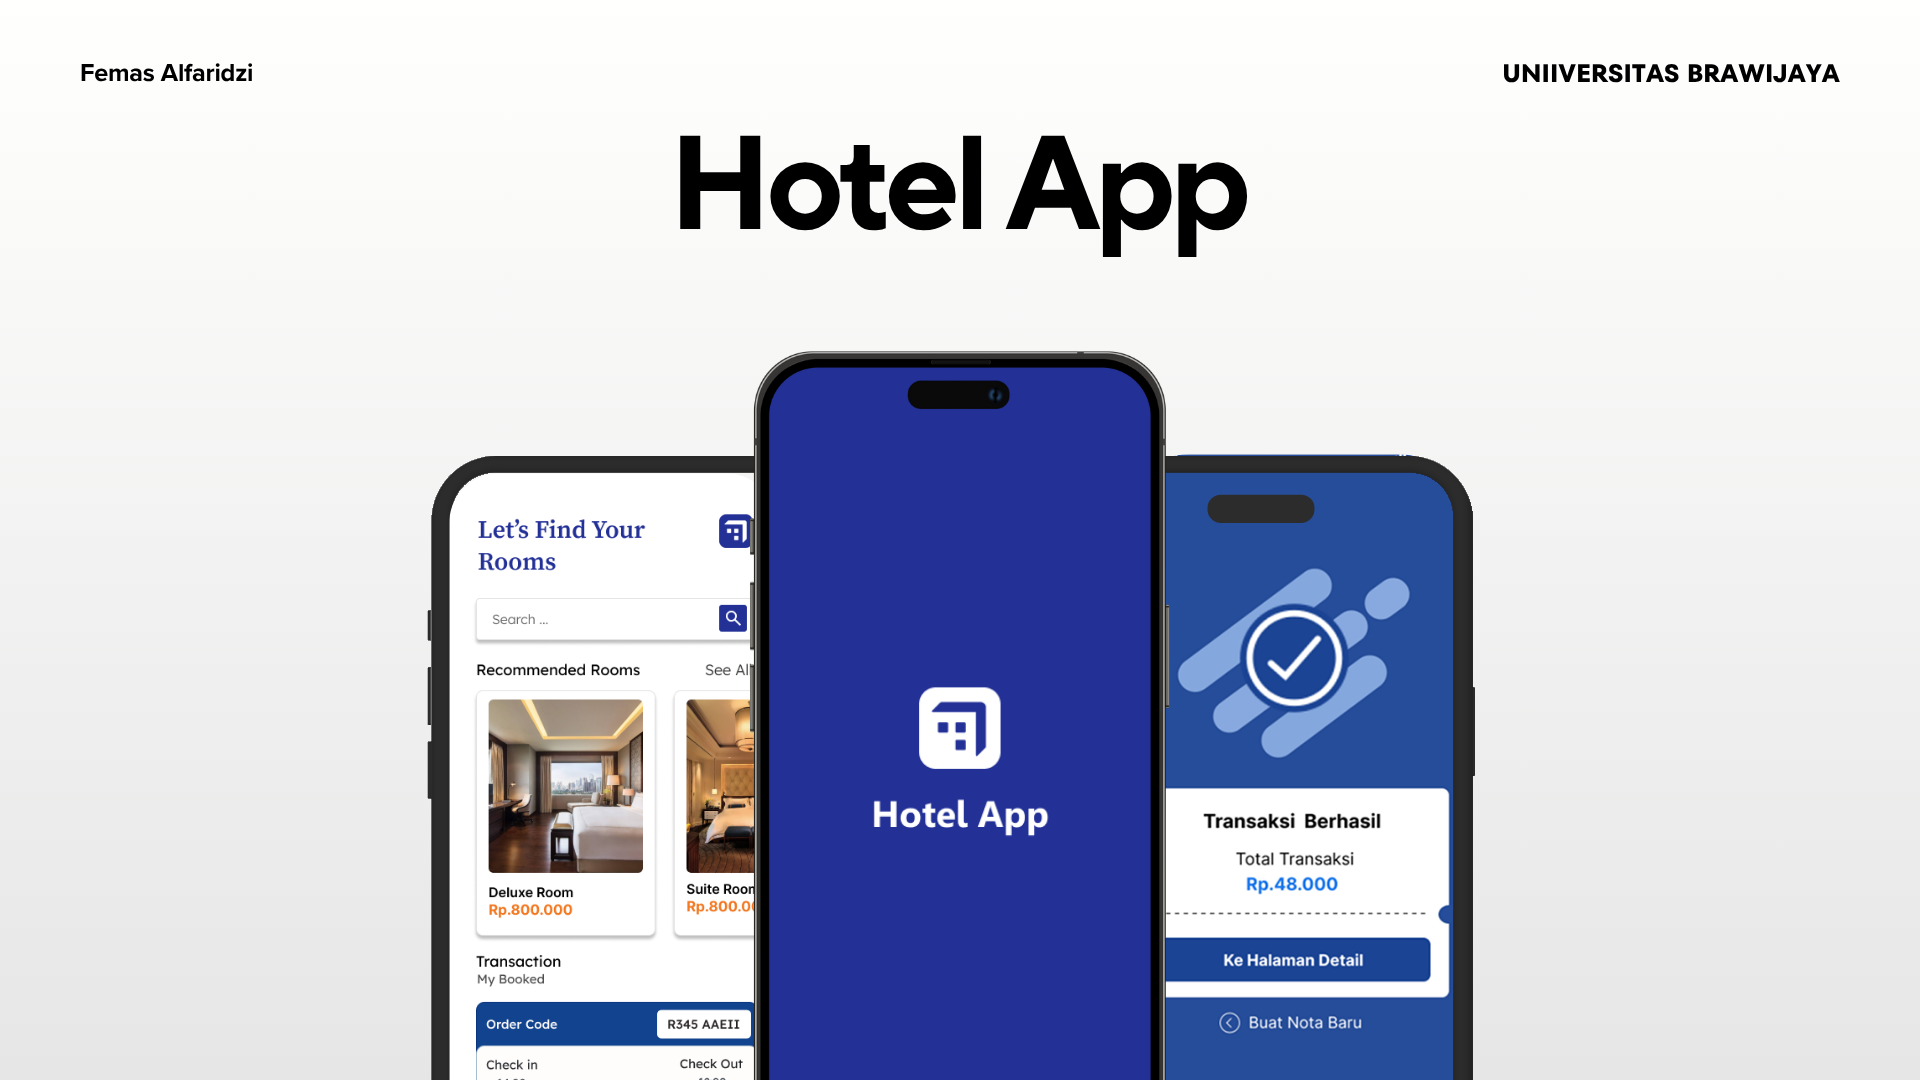 Femas Alfaridzi
UNIIVERSITAS BRAWIJAYA
Hotel App
Let's Find Your
Rooms
Search ...
Recommended Rooms
See All
Deluxe Room
Rp.800.000
Suite Room
Rp.800.00
Transaction
My Booked
Order Code
R345 AAEII
Check in
Check Out
Hotel App
Transaksi Berhasil
Total Transaksi
Rp.48.000
Ke Halaman Detail
Buat Nota Baru